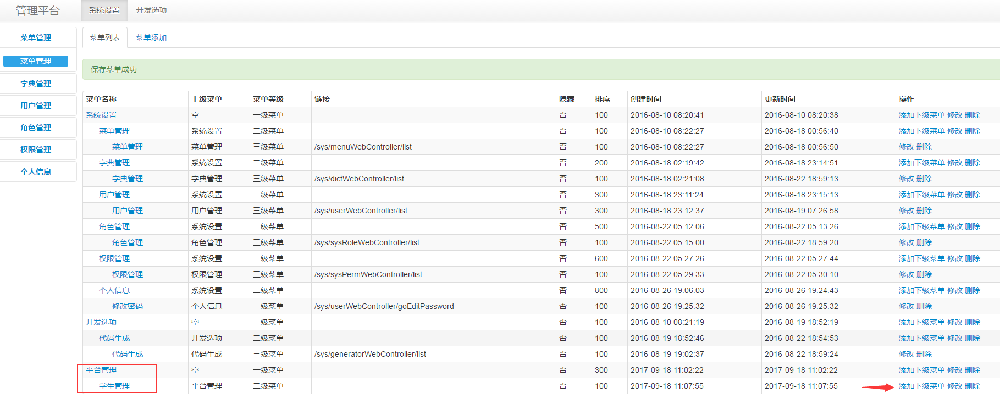 管理平台 系统设置 开发选项
菜单管理
菜单管理
字典管理
用户管理
角色管理
权限管理
个人信息
菜单列表 菜单添加
保存菜单成功
菜单名称 上级菜单 菜单等级 链接 隐藏 排序 创建时间 更新时间 操作
系统设置 空 一级菜单 否 100 2016-08-10 08:20:41 2016-08-10 08:20:38 添加下级菜单 修改 删除
菜单管理 系统设置 二级菜单 否 100 2016-08-10 08:22:27 2016-08-18 00:56:40 添加下级菜单 修改 删除
菜单管理 菜单管理 三级菜单 /sys/menuWebController/list 否 100 2016-08-10 08:22:27 2016-08-18 00:56:50 修改 删除
字典管理 系统设置 二级菜单 否 200 2016-08-18 02:19:42 2016-08-18 23:14:51 添加下级菜单 修改 删除
字典管理 字典管理 三级菜单 /sys/dictWebController/list 否 100 2016-08-18 02:21:08 2016-08-22 18:59:13 修改 删除
用户管理 系统设置 二级菜单 否 300 2016-08-18 23:11:24 2016-08-18 23:15:13 添加下级菜单 修改 删除
用户管理 用户管理 三级菜单 /sys/userWebController/list 否 300 2016-08-18 23:12:37 2016-08-19 07:26:58 修改 删除
角色管理 系统设置 二级菜单 否 500 2016-08-22 05:12:06 2016-08-22 05:13:26 添加下级菜单 修改 删除
角色管理 角色管理 三级菜单 /sys/sysRoleWebController/list 否 100 2016-08-22 05:15:00 2016-08-22 18:59:20 修改 删除
权限管理 系统设置 二级菜单 否 600 2016-08-22 05:27:26 2016-08-22 05:27:44 添加下级菜单 修改 删除
权限管理 权限管理 三级菜单 /sys/sysPermWebController/list 否 100 2016-08-22 05:29:33 2016-08-22 05:30:10 修改 删除
个人信息 系统设置 二级菜单 否 800 2016-08-26 19:06:03 2016-08-26 19:24:43 添加下级菜单 修改 删除
修改密码 个人信息 三级菜单 /sys/userWebController/goEditPassword 否 100 2016-08-26 19:25:32 2016-08-26 19:25:32 修改 删除
开发选项 空 一级菜单 否 100 2016-08-10 08:21:19 2016-08-19 18:52:19 添加下级菜单 修改 删除
代码生成 开发选项 二级菜单 否 100 2016-08-19 18:52:46 2016-08-22 18:54:53 添加下级菜单 修改 删除
代码生成 代码生成 三级菜单 /sys/generatorWebController/list 否 100 2016-08-19 19:02:37 2016-08-22 18:59:24 修改 删除
平台管理 空 一级菜单 否 300 2017-09-18 11:02:22 2017-09-18 11:02:22 添加下级菜单 修改 删除
学生管理 平台管理 二级菜单 否 100 2017-09-18 11:07:55 2017-09-18 11:07:55 添加下级菜单 修改 删除